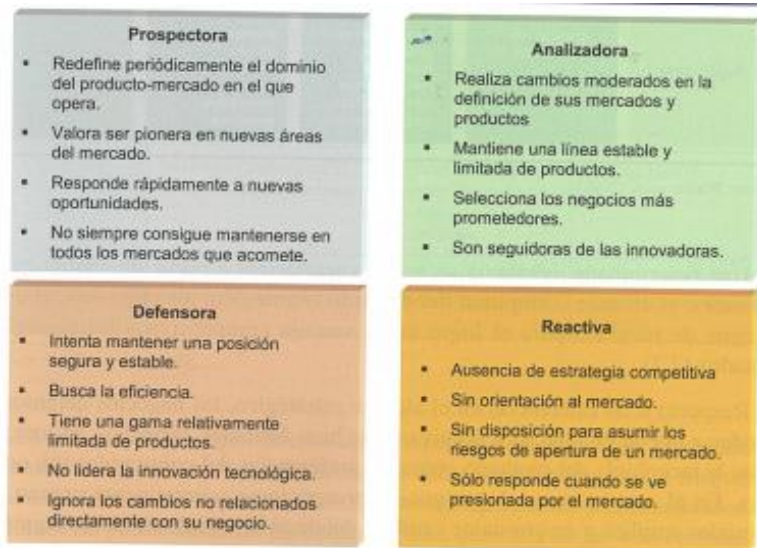 Prospectora
▪ Redefine periódicamente el dominio
del producto-mercado en el que
opera.
▪ Valora ser pionera en nuevas áreas
del mercado.
▪ Responde rápidamente a nuevas
oportunidades.
▪ No siempre consigue mantenerse en
todos los mercados que acomete.
Analizadora
▪ Realiza cambios moderados en la
definición de sus mercados y
productos
▪ Mantiene una línea estable y
limitada de productos.
▪ Selecciona los negocios más
prometedores.
▪ Son seguidoras de las innovadoras.
Defensora
▪ Intenta mantener una posición
segura y estable.
▪ Busca la eficiencia.
▪ Tiene una gama relativamente
limitada de productos.
▪ No lidera la innovación tecnológica.
▪ Ignora los cambios no relacionados
directamente con su negocio.
Reactiva
▪ Ausencia de estrategia competitiva
▪ Sin orientación al mercado.
▪ Sin disposición para asumir los
riesgos de apertura de un mercado.
▪ Sólo responde cuando se ve
presionada por el mercado.